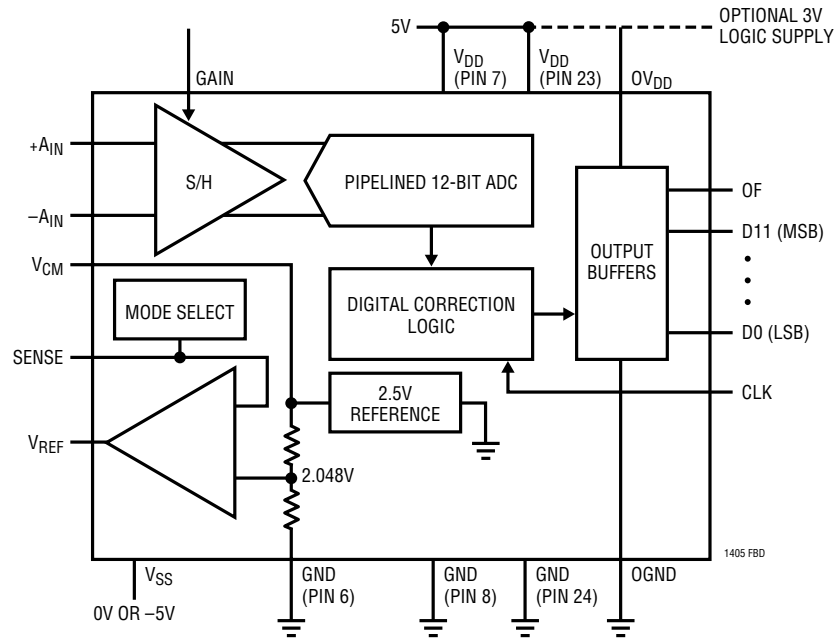 5V
OPTIONAL 3V
LOGIC SUPPLY
GAIN
VDD
(PIN 7)
VDD
(PIN 23)
OVDD
+AIN
–AIN
S/H
PIPELINED 12-BIT ADC
OUTPUT
BUFFERS
OF
D11 (MSB)
D0 (LSB)
CLK
VCM
MODE SELECT
DIGITAL CORRECTION
LOGIC
SENSE
2.5V
REFERENCE
VREF
2.048V
1405 FBD
VSS
0V OR –5V
GND
(PIN 6)
GND
(PIN 8)
GND
(PIN 24)
OGND